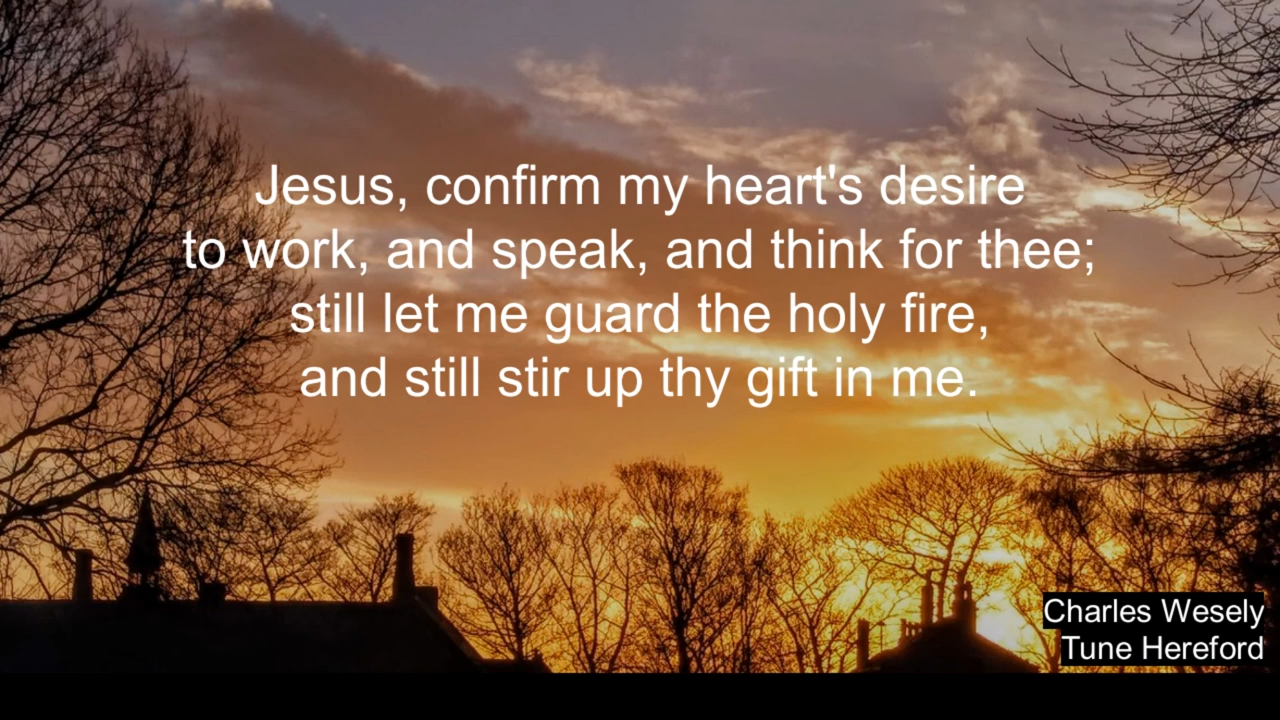 Jesus, confirm my heart's desire
to work, and speak, and think for thee;
still let me guard the holy fire,
and still stir up thy gift in me.
Charles Wesely
Tune Hereford